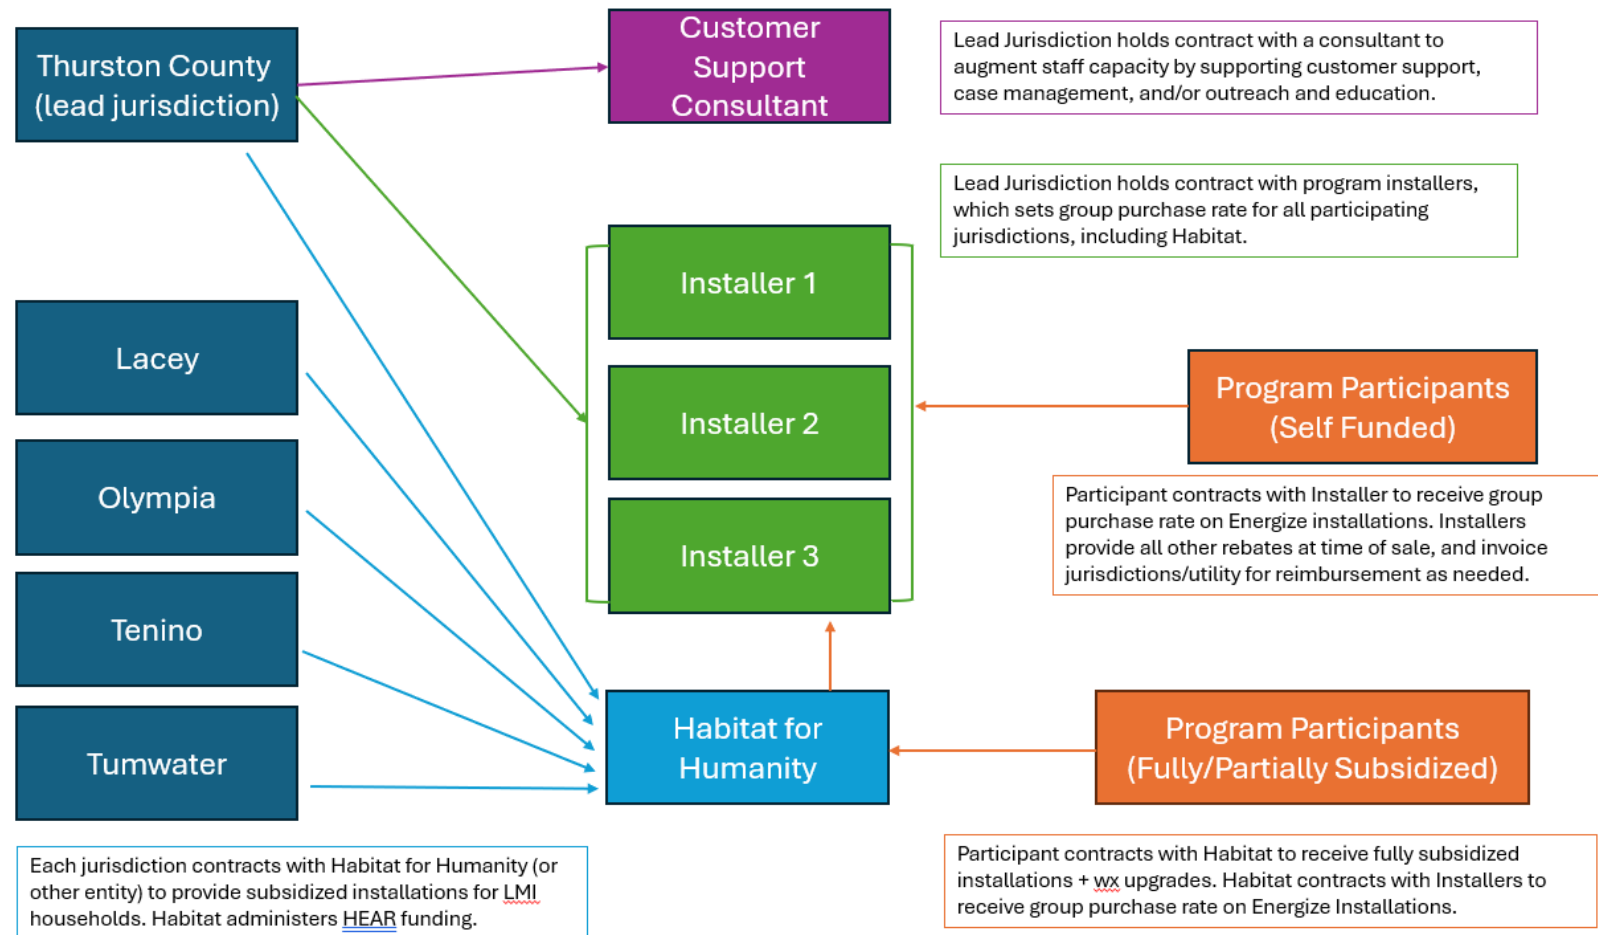 Thurston County
(lead jurisdiction)
Customer
Support
Consultant
Lead Jurisdiction holds contract with a consultant to
augment staff capacity by supporting customer support,
case management, and/or outreach and education.
Lead Jurisdiction holds contract with program installers,
which sets group purchase rate for all participating
jurisdictions, including Habitat.
Installer 1
Lacey
Installer 2
Program Participants
(Self Funded)
Olympia
Participant contracts with Installer to receive group
purchase rate on Energize installations. Installers
provide all other rebates at time of sale, and invoice
jurisdictions/utility for reimbursement as needed.
Installer 3
Tenino
Tumwater
Habitat for
Humanity
Program Participants
(Fully/Partially Subsidized)
Each jurisdiction contracts with Habitat for Humanity (or
other entity) to provide subsidized installations for LMI
households. Habitat administers HEAR funding.
Participant contracts with Habitat to receive fully subsidized
installations + wx upgrades. Habitat contracts with Installers to
receive group purchase rate on Energize Installations.